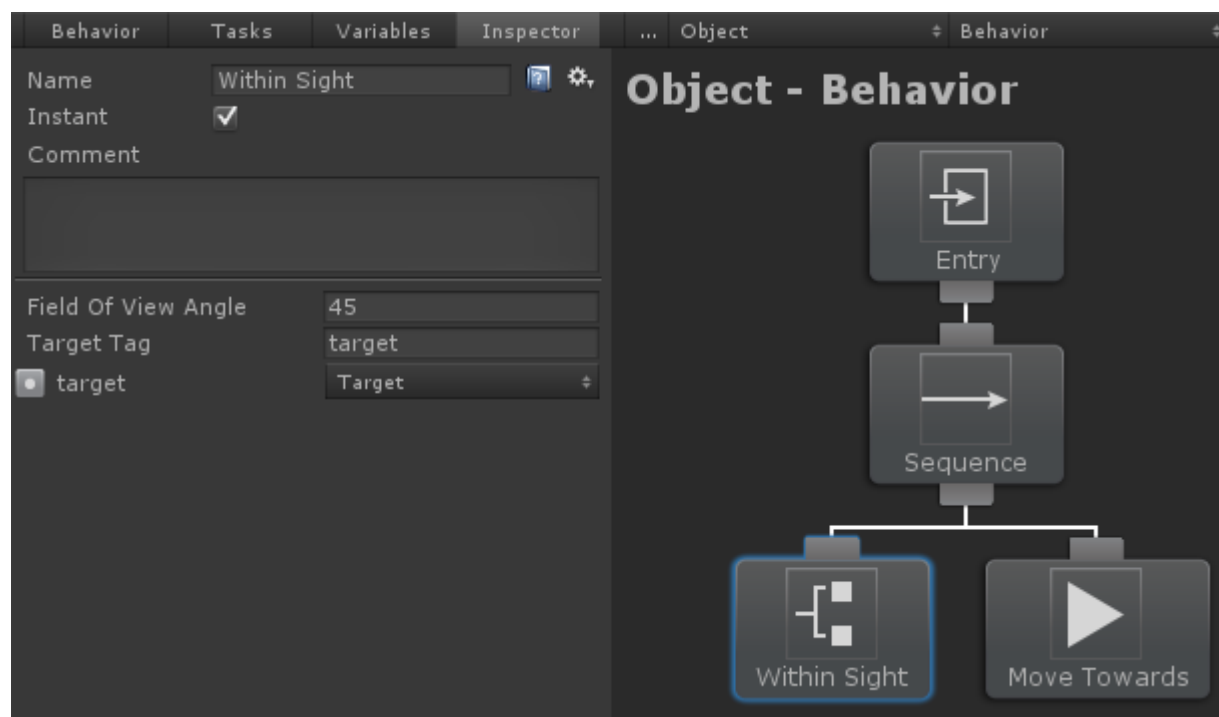 Behavior Tasks Variables Inspector ... Object Behavior
Name Within Sight
Instant
Comment
Field Of View Angle 45
Target Tag target
target Target
Object - Behavior
Entry
Sequence
Within Sight Move Towards